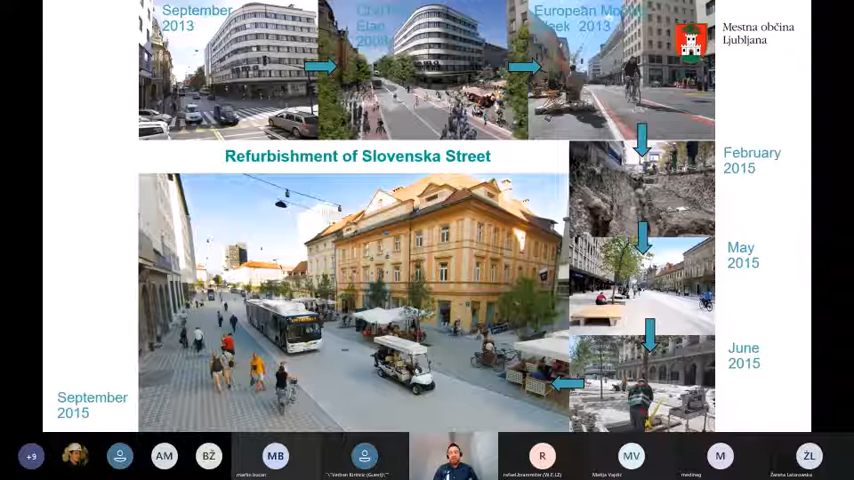 September
2013
European
Week 2013
Mestna občina
Ljubljana
Refurbishment of Slovenska Street
February
2015
May
2015
June
2015
September
2015
+9
AM
BŽ
MB
R
MV
M
ŽL